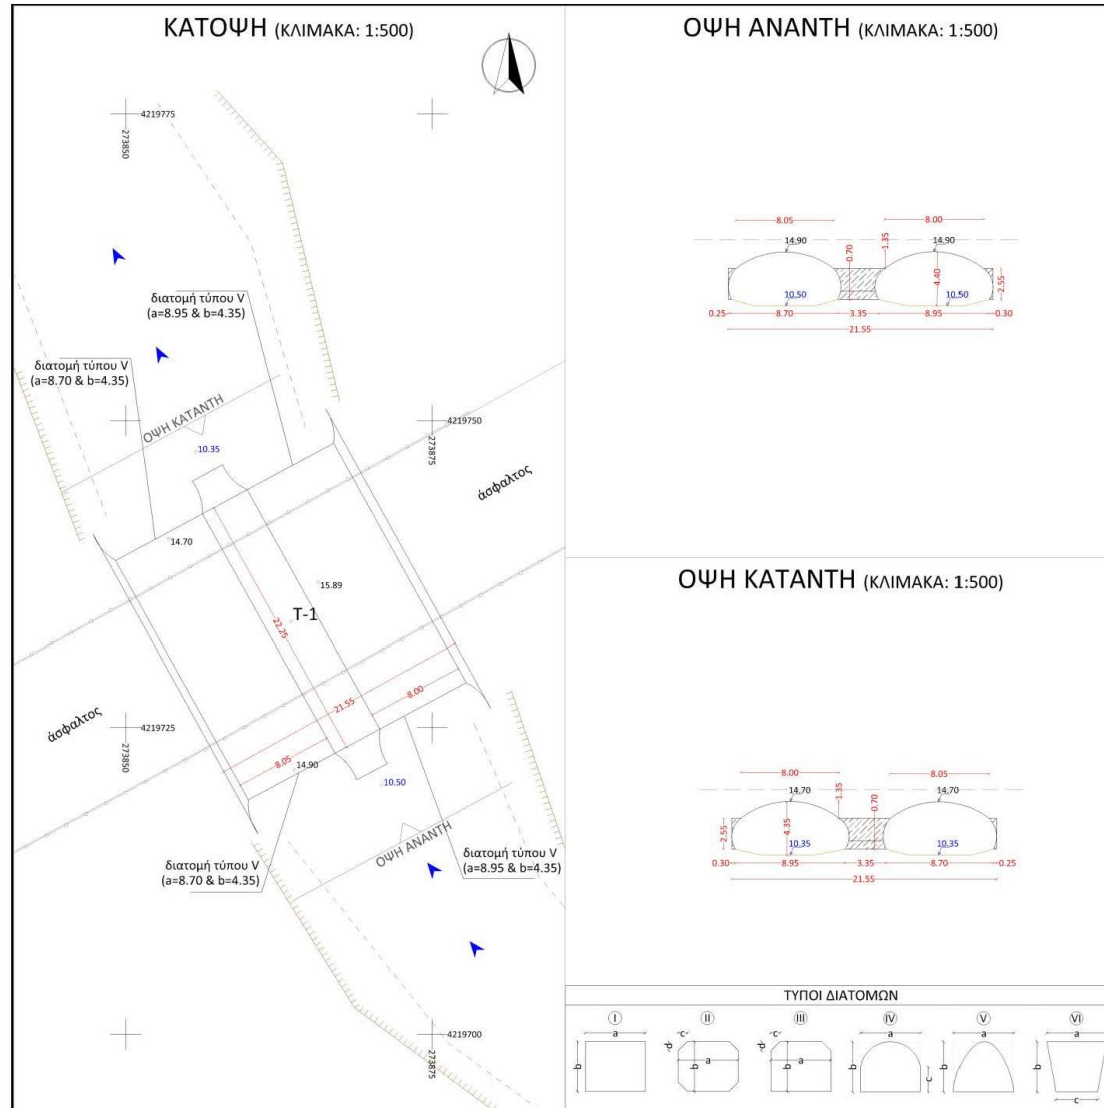 ΚΑΤΟΨΗ (ΚΛΙΜΑΚΑ: 1:500)
4219775
273850
διατομή τύπου V
(a=8.95 & b=4.35)
διατομή τύπου V
(a=8.70 & b=4.35)
ΟΨΗ ΚΑΤΑΝΤΗ
10.35
4219750
273875
άσφαλτος
14.70
15.89
T-1
22.25
21.55
8.00
8.05
άσφαλτος
4219725
273850
14.90
10.50
ΟΨΗ ΑΝΑΝΤΗ
διατομή τύπου V
(a=8.70 & b=4.35)
διατομή τύπου V
(a=8.95 & b=4.35)
4219700
273875
ΟΨΗ ΑΝΑΝΤΗ (ΚΛΙΜΑΚΑ: 1:500)
8.05
8.00
14.90
0.70
1.35
14.90
4.40
2.55
10.50
10.50
0.25
8.70
3.35
8.95
0.30
21.55
ΟΨΗ ΚΑΤΑΝΤΗ (ΚΛΙΜΑΚΑ: 1:500)
8.00
8.05
14.70
1.35
0.70
14.70
2.55
4.35
10.35
10.35
0.30
8.95
3.35
8.70
0.25
21.55
ΤΥΠΟΙ ΔΙΑΤΟΜΩΝ
I II III IV V VI
a
b
c
d
a
b
c
d
a
b
a
b
c
a
b
a
b
c